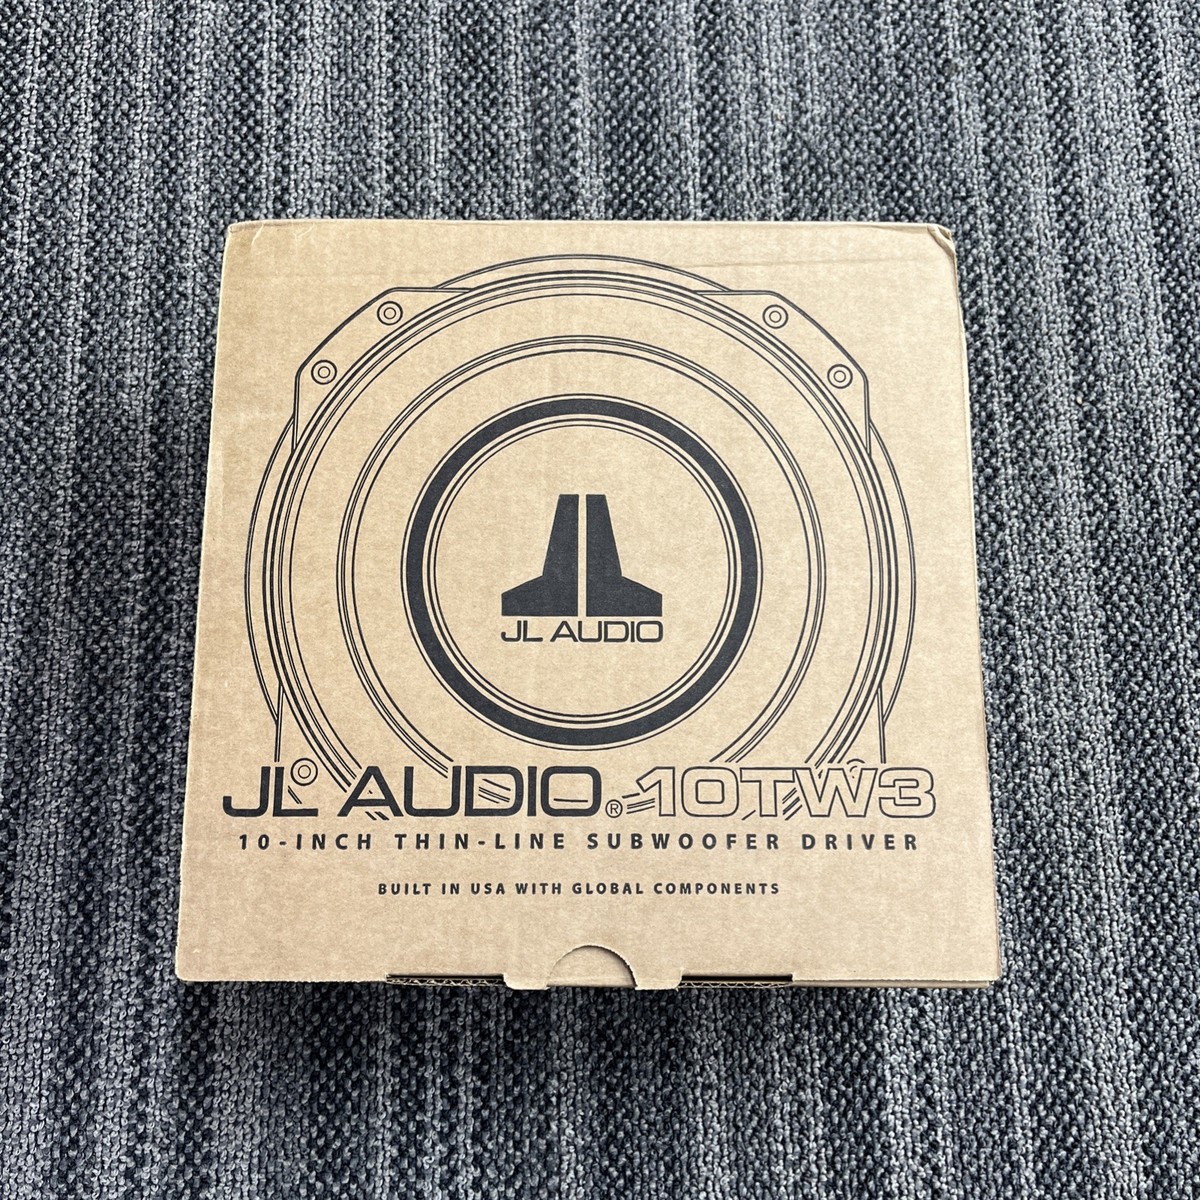 JL AUDIO
JL AUDIO® 10TW3
10-INCH THIN-LINE SUBWOOFER DRIVER
BUILT IN USA WITH GLOBAL COMPONENTS